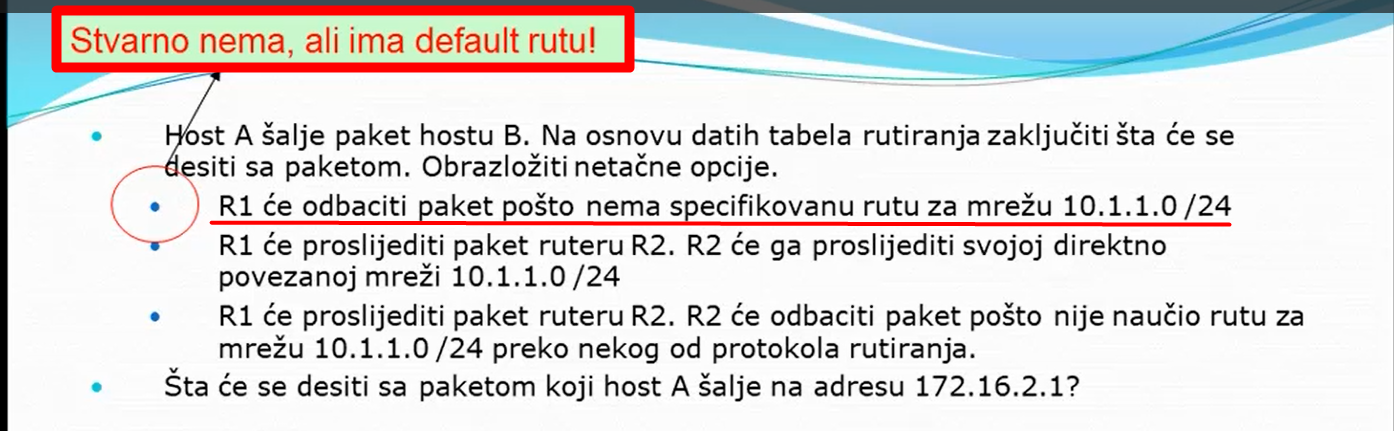 Stvarno nema, ali ima default rutu!
Host A šalje paket hostu B. Na osnovu datih tabela rutiranja zaključiti šta će se
desiti sa paketom. Obrazložiti netačne opcije.
R1 će odbaciti paket pošto nema specifikovanu rutu za mrežu 10.1.1.0 /24
R1 će proslijediti paket ruteru R2. R2 će ga proslijediti svojoj direktno
povezanoj mreži 10.1.1.0 /24
R1 će proslijediti paket ruteru R2. R2 će odbaciti paket pošto nije naučio rutu za
mrežu 10.1.1.0 /24 preko nekog od protokola rutiranja.
Šta će se desiti sa paketom koji host A šalje na adresu 172.16.2.1?